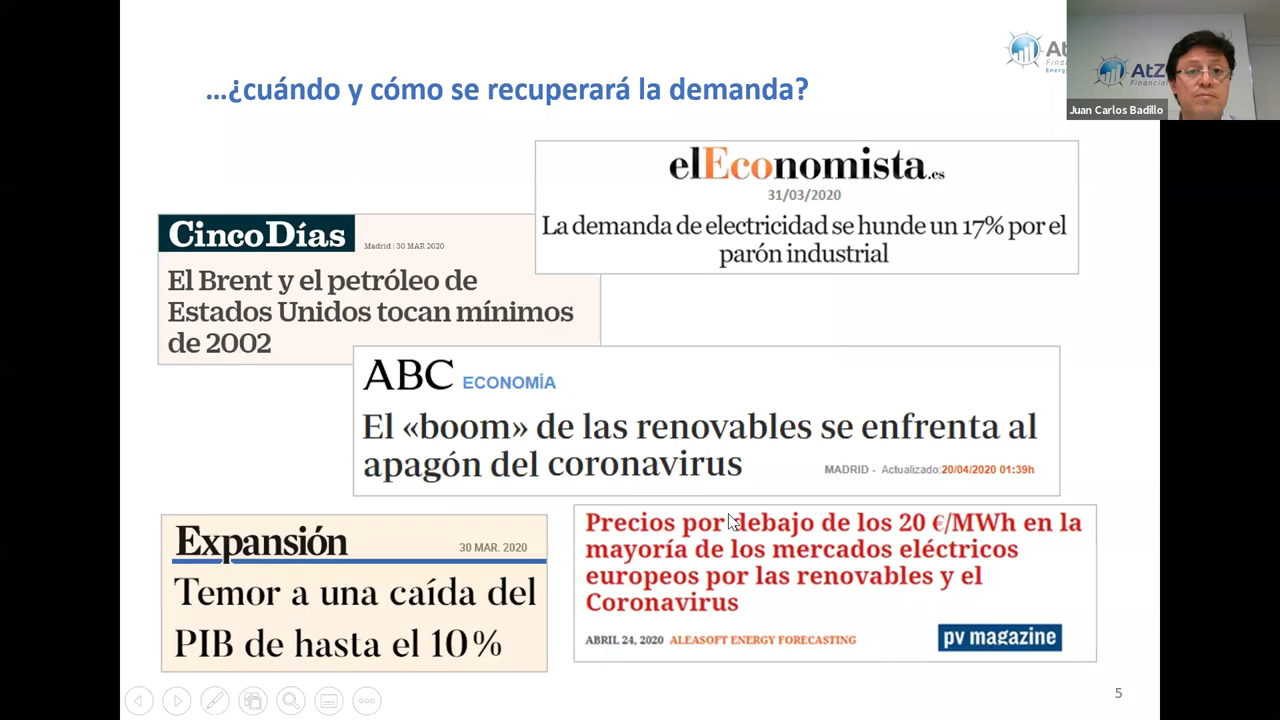 …¿cuándo y cómo se recuperará la demanda?
Juan Carlos Badillo
elEconomista.es
31/03/2020
La demanda de electricidad se hunde un 17% por el
parón industrial
CincoDías
Madrid | 30 MAR 2020
El Brent y el petróleo de
Estados Unidos tocan mínimos
de 2002
ABC ECONOMÍA
El «boom» de las renovables se enfrenta al
apagón del coronavirus
MADRID - Actualizado:20/04/2020 01:39h
Expansión
30 MAR. 2020
Temor a una caída del
PIB de hasta el 10%
Precios por debajo de los 20 €/MWh en la
mayoría de los mercados eléctricos
europeos por las renovables y el
Coronavirus
ABRIL 24, 2020 ALEASOFT ENERGY FORECASTING
pv magazine
5